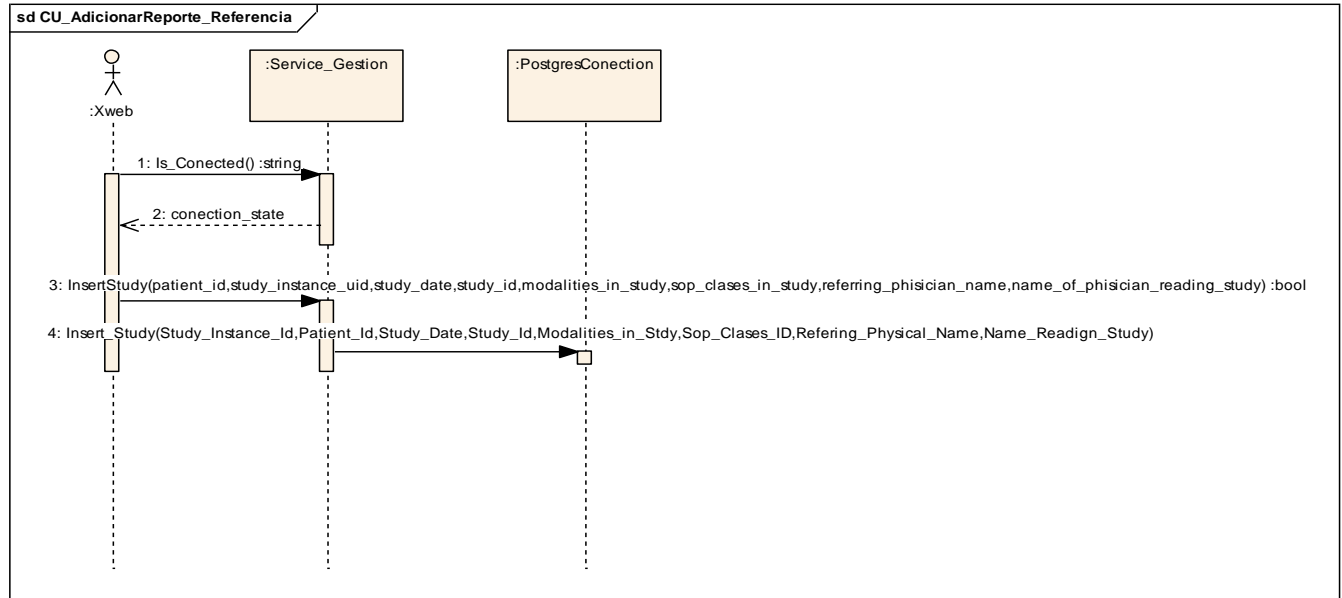 sd CU_AdicionarReporte_Referencia
:Xweb
:Service_Gestion
:PostgresConection
1: Is_Conected() :string
2: conection_state
3: InsertStudy(patient_id,study_instance_uid,study_date,study_id,modalities_in_study,sop_clases_in_study,referring_phisician_name,name_of_phisician_reading_study) :bool
4: Insert_Study(Study_Instance_Id,Patient_Id,Study_Date,Study_Id,Modalities_in_Stdy,Sop_Clases_ID,Refering_Physical_Name,Name_Readign_Study)